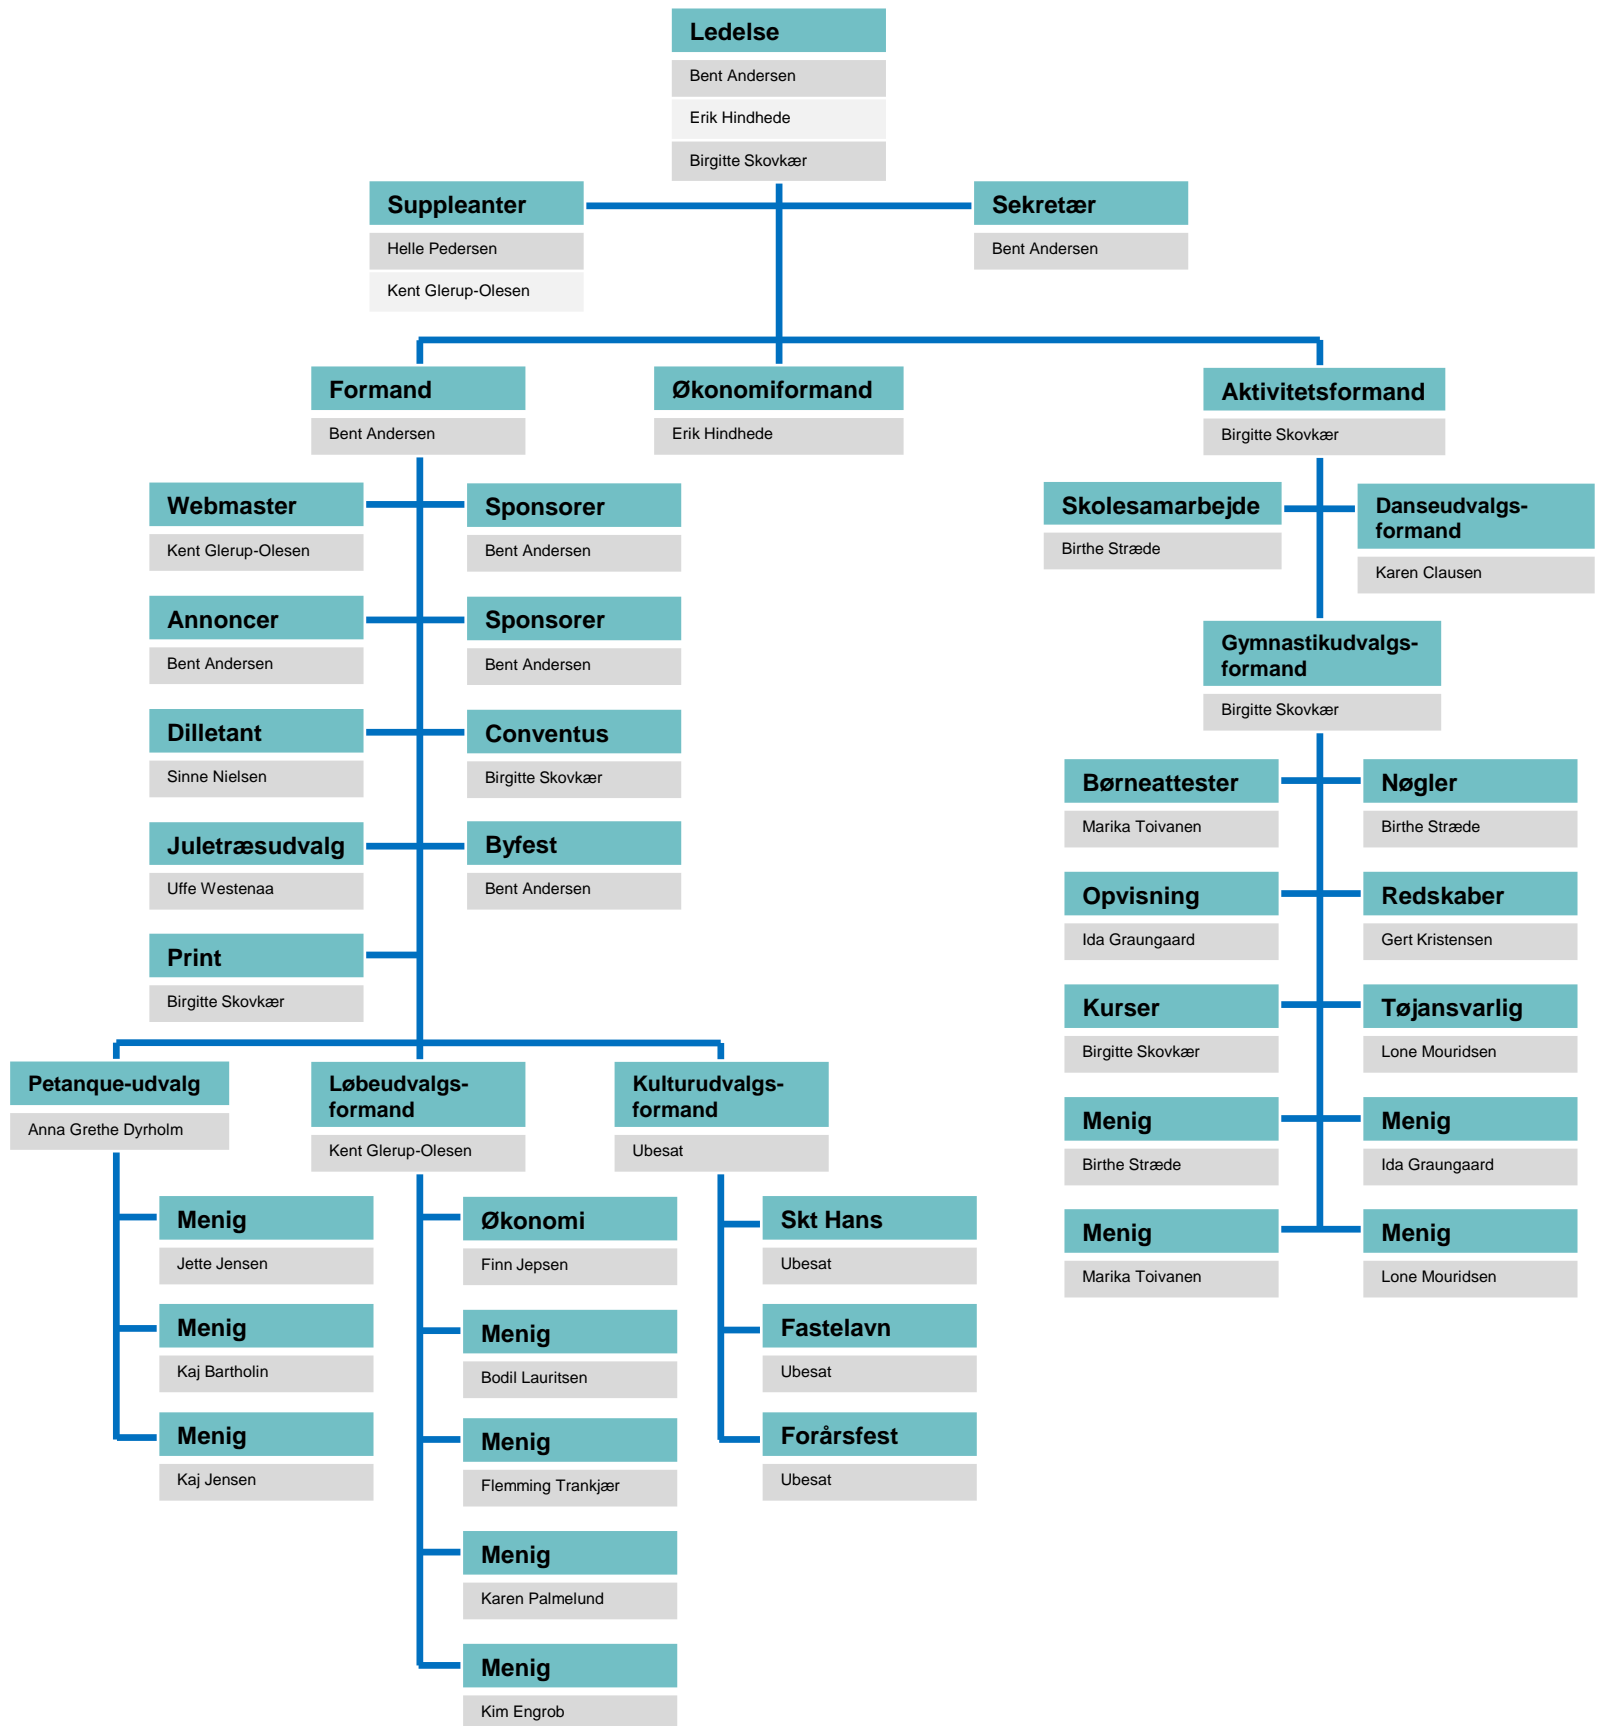 Ledelse
Bent Andersen
Erik Hindhede
Birgitte Skovkær
Suppleanter
Helle Pedersen
Kent Glerup-Olesen
Sekretær
Bent Andersen
Formand
Bent Andersen
Økonomiformand
Erik Hindhede
Aktivitetsformand
Birgitte Skovkær
Webmaster
Kent Glerup-Olesen
Sponsorer
Bent Andersen
Annoncer
Bent Andersen
Sponsorer
Bent Andersen
Dilletant
Sinne Nielsen
Conventus
Birgitte Skovkær
Juletræsudvalg
Uffe Westenaa
Byfest
Bent Andersen
Print
Birgitte Skovkær
Skolesamarbejde
Birthe Stræde
Danseudvalgs-
formand
Karen Clausen
Gymnastikudvalgs-
formand
Birgitte Skovkær
Børneattester
Marika Toivanen
Nøgler
Birthe Stræde
Opvisning
Ida Graungaard
Redskaber
Gert Kristensen
Kurser
Birgitte Skovkær
Tøjansvarlig
Lone Mouridsen
Menig
Birthe Stræde
Menig
Ida Graungaard
Menig
Marika Toivanen
Menig
Lone Mouridsen
Petanque-udvalg
Anna Grethe Dyrholm
Menig
Jette Jensen
Menig
Kaj Bartholin
Menig
Kaj Jensen
Løbeudvalgs-
formand
Kent Glerup-Olesen
Økonomi
Finn Jepsen
Menig
Bodil Lauritsen
Menig
Flemming Trankjær
Menig
Karen Palmelund
Menig
Kim Engrob
Kulturudvalgs-
formand
Ubesat
Skt Hans
Ubesat
Fastelavn
Ubesat
Forårsfest
Ubesat